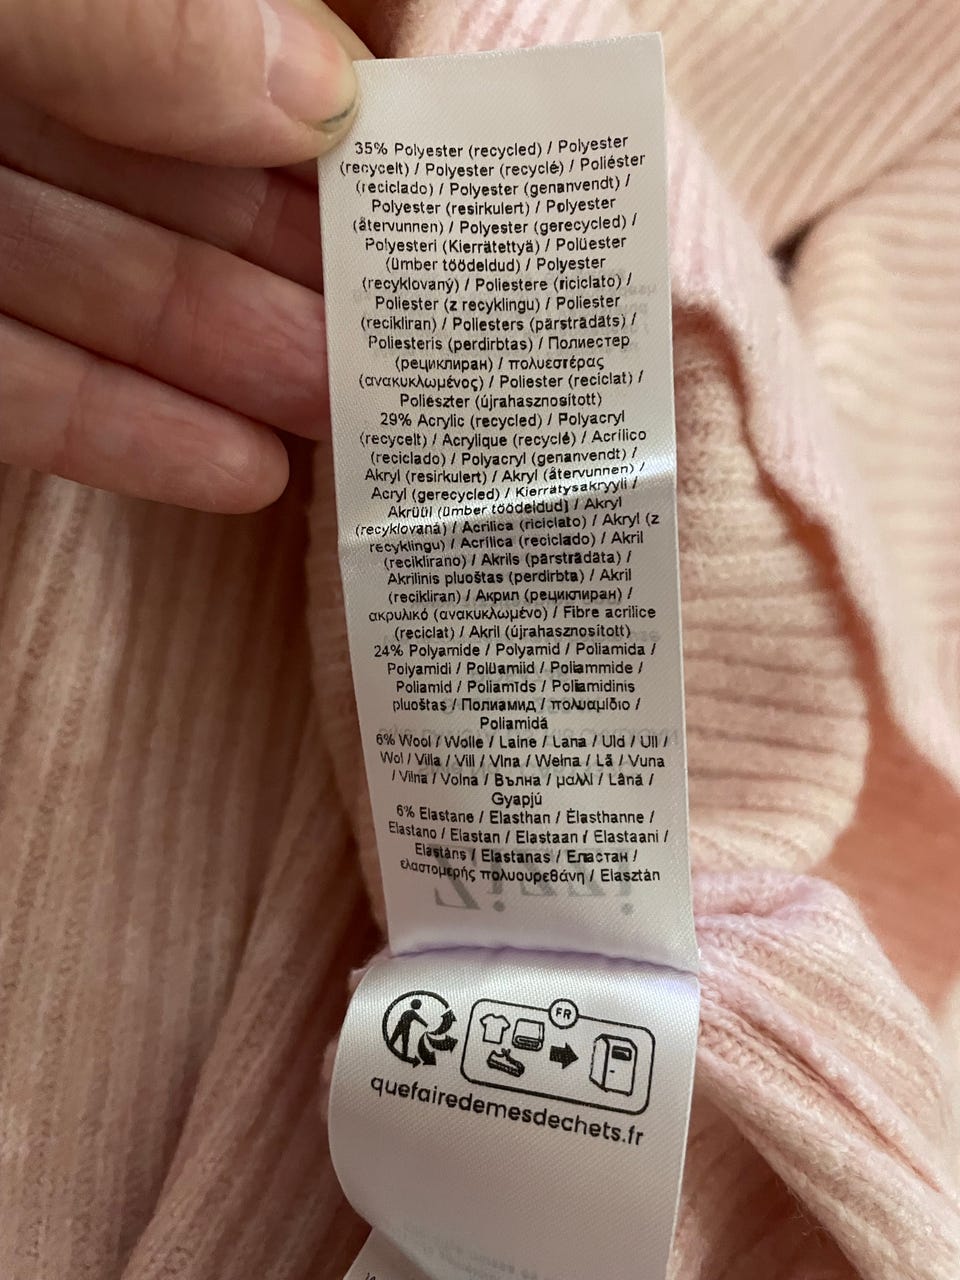 35% Polyester (recycled) / Polyester
(recycelt) / Polyester (recyclé) / Poliéster
(reciclado) / Polyester (genanvendt) /
Polyester (resirkulert) / Polyester
(återvunnen) / Polyester (gerecycled) /
Polyesteri (Kierrätettyä) / Polüester
(ümber töödeldud) / Polyester
(recyklovaný) / Poliestere (riciclato) /
Poliester (z recyklingu) / Poliester
(recikliran) / Poliesters (pārstrādāts) /
Poliesteris (perdirbtas) / Полиестер
(рециклиран) / πολυεστέρας
(ανακυκλωμένος) / Poliester (reciclat) /
Poliészter (újrahasznosított)
29% Acrylic (recycled) / Polyacryl
(recycelt) / Acrylique (recyclé) / Acrílico
(reciclado) / Polyacryl (genanvendt) /
Akryl (resirkulert) / Akryl (återvunnen) /
Acryl (gerecycled) / Kierrätysakryyli /
Akrüül (ümber töödeldud) / Akryl
(recyklovaná) / Acrilica (riciclato) / Akryl (z
recyklingu) / Acrílica (reciclado) / Akril
(reciklirano) / Akrils (pārstrādāta) /
Akrilinis pluoštas (perdirbta) / Akril
(recikliran) / Акрил (рециклиран) /
ακρυλικό (ανακυκλωμένο) / Fibre acrilice
(reciclat) / Akril (újrahasznosított)
24% Polyamide / Polyamid / Poliamida /
Polyamidi / Polüamiid / Poliammide /
Poliamid / Poliamīds / Poliamidinis
pluoštas / Полиамид / πολυαμίδιο /
Poliamidă
6% Wool / Wolle / Laine / Lana / Uld / Ull /
Wol / Villa / Vill / Vlna / Wełna / Lã / Vuna
/ Vilna / Volna / Вълна / μαλλί / Lână /
Gyapjú
6% Elastane / Elasthan / Élasthanne /
Elastano / Elastan / Elastaan / Elastaani /
Elastāns / Elastanas / Еластан /
ελαστομερής πολυουρεθάνη / Elasztán
FR
quefairedemesdechets.fr